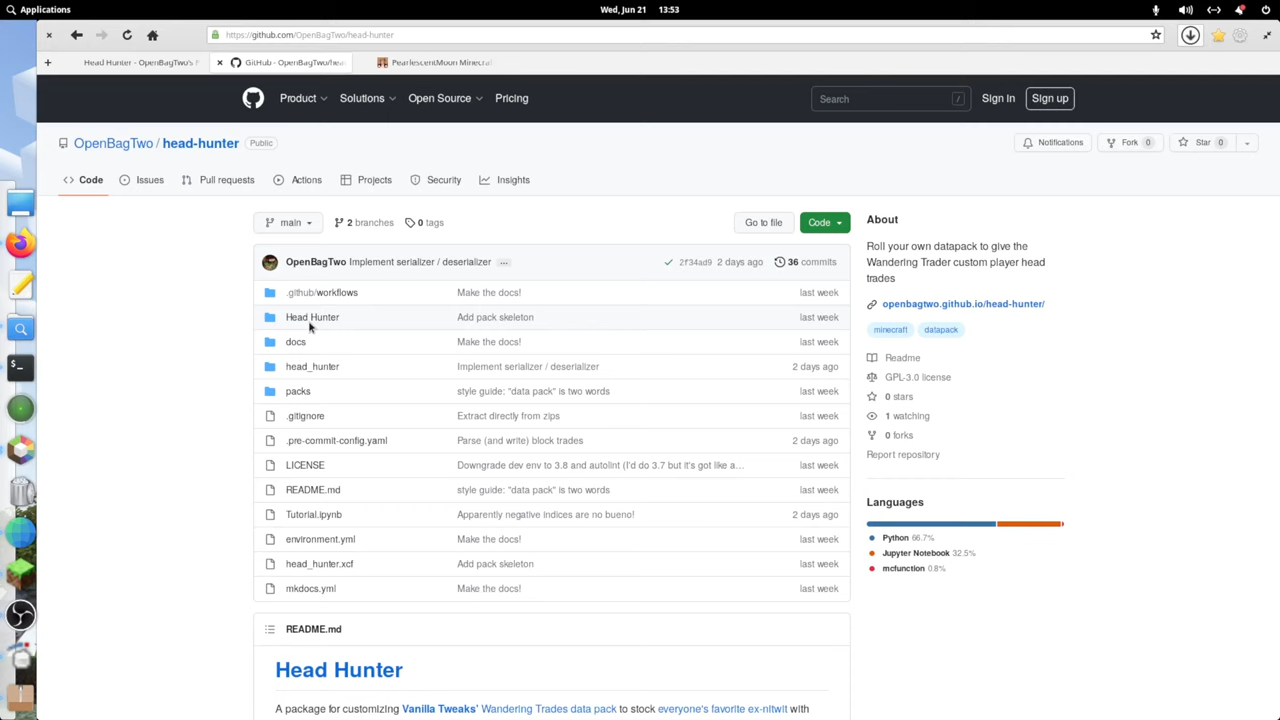 Applications
Wed, Jun 21 13:53
https://github.com/OpenBagTwo/head-hunter
Head Hunter - OpenBagTwo's
GitHub - OpenBagTwo/hea
PearlescentMoon Minecra
Product
Solutions
Open Source
Pricing
Search /
Sign In
Sign up
OpenBagTwo / head-hunter Public
Notifications
Fork 0
Star 0
Code
Issues
Pull requests
Actions
Projects
Security
Insights
main
2 branches
0 tags
Go to file
Code
OpenBagTwo Implement serializer / deserializer ... 2f34ad9 2 days ago 36 commits
.github/workflows Make the docs! last week
Head Hunter Add pack skeleton last week
docs Make the docs! last week
head_hunter Implement serializer / deserializer 2 days ago
packs style guide: "data pack" is two words last week
.gitignore Extract directly from zips last week
.pre-commit-config.yaml Parse (and write) block trades 2 days ago
LICENSE Downgrade dev env to 3.8 and autolint (I'd do 3.7 but it's got like a… last week
README.md style guide: "data pack" is two words last week
Tutorial.ipynb Apparently negative indices are no bueno! 2 days ago
environment.yml Make the docs! last week
head_hunter.xcf Add pack skeleton last week
mkdocs.yml Make the docs! last week
README.md
Head Hunter
A package for customizing Vanilla Tweaks' Wandering Trades data pack to stock everyone's favorite ex-nitwit with
About
Roll your own datapack to give the
Wandering Trader custom player head
trades
openbagtwo.github.io/head-hunter/
minecraft
datapack
Readme
GPL-3.0 license
0 stars
1 watching
0 forks
Report repository
Languages
Python 66.7%
Jupyter Notebook 32.5%
mcfunction 0.8%